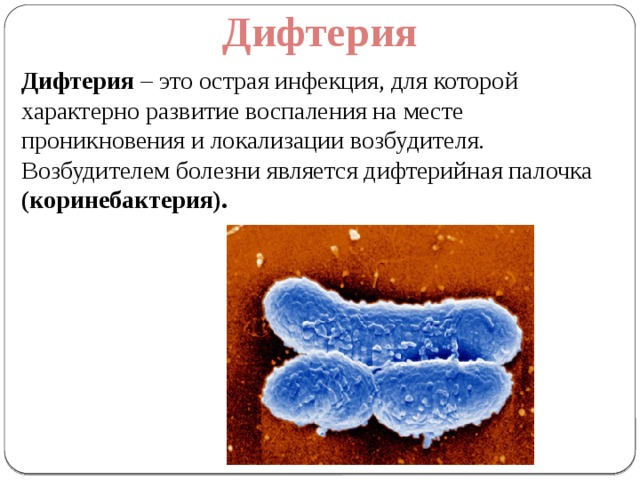 Дифтерия
Дифтерия – это острая инфекция, для которой
характерно развитие воспаления на месте
проникновения и локализации возбудителя.
Возбудителем болезни является дифтерийная палочка
(коринебактерия).